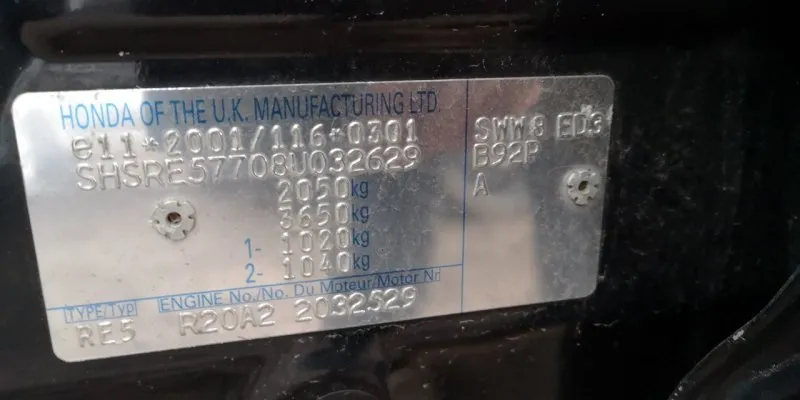 HONDA OF THE U.K. MANUFACTURING LTD.
e11*2001/116*0301
SHSRE57708U032629
2050kg
3650kg
1- 1020kg
2- 1040kg
TYPE/Typ ENGINE No./No. Du Moteur/Motor Nr
RE5 R20A2 2032529
SWW8 ED3
B92P
A